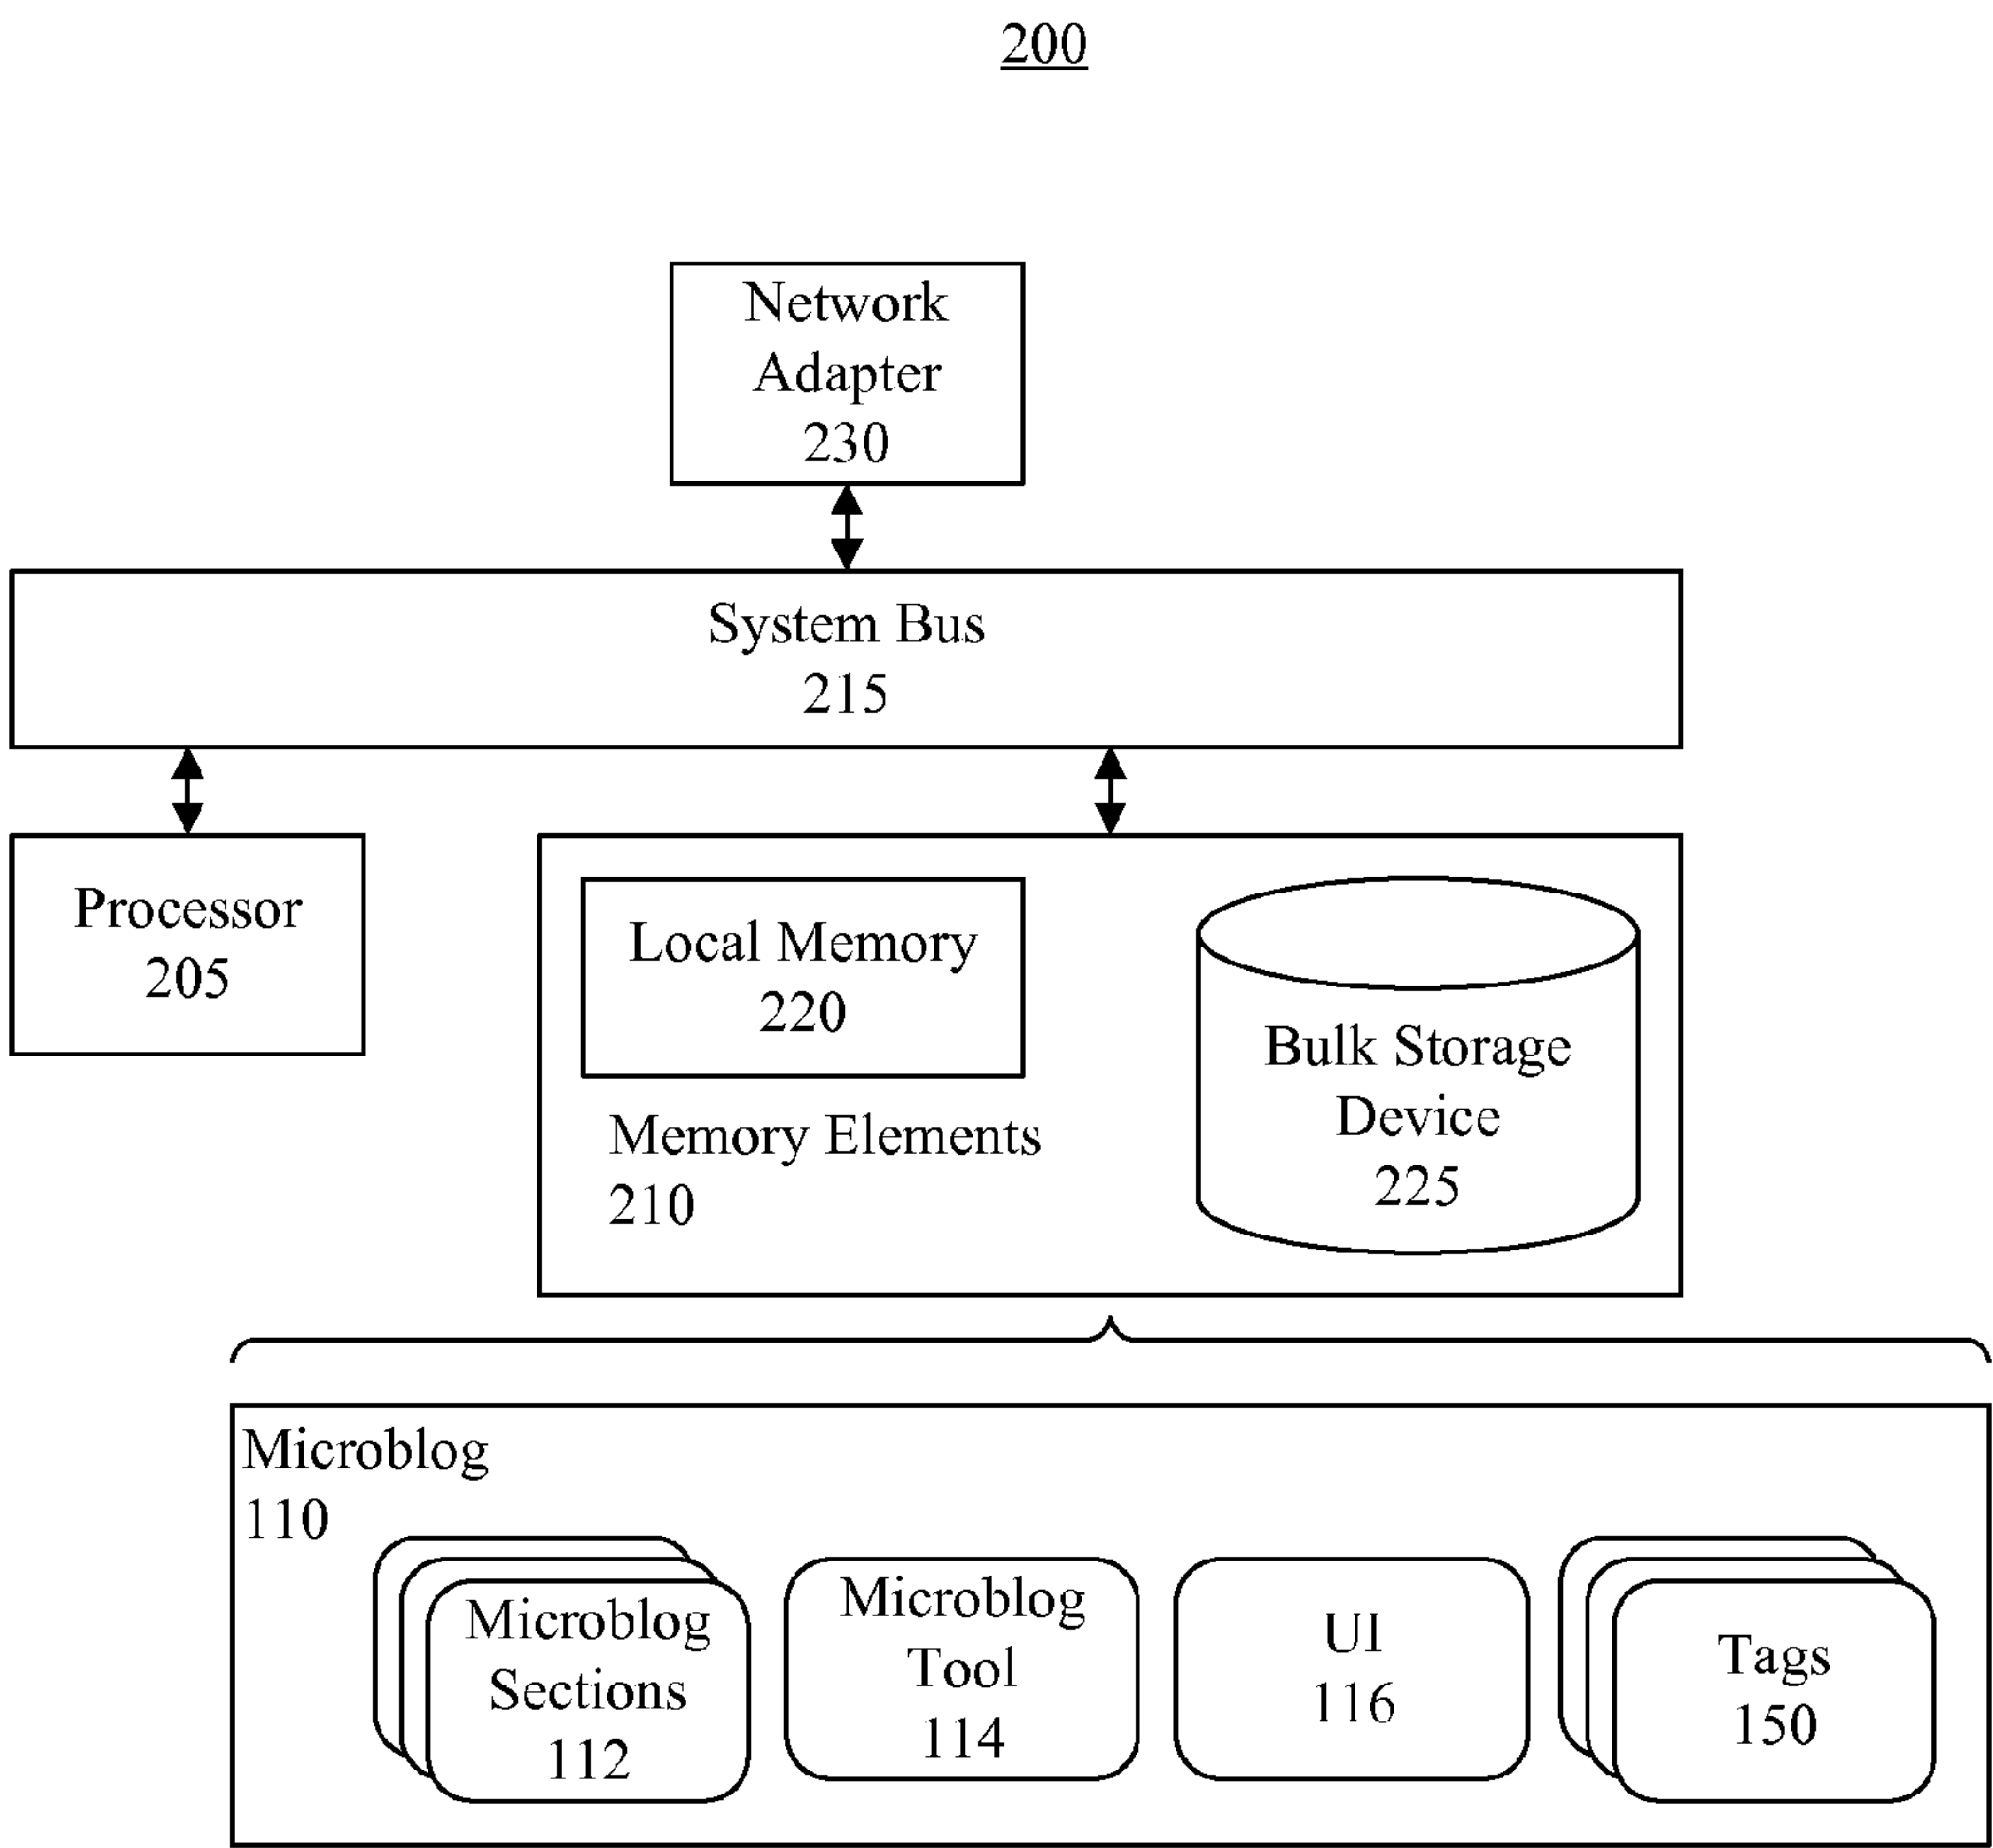 200
Network
Adapter
230
System Bus
215
Processor
205
Local Memory
220
Memory Elements
210
Bulk Storage
Device
225
Microblog
110
Microblog
Sections
112
Microblog
Tool
114
UI
116
Tags
150